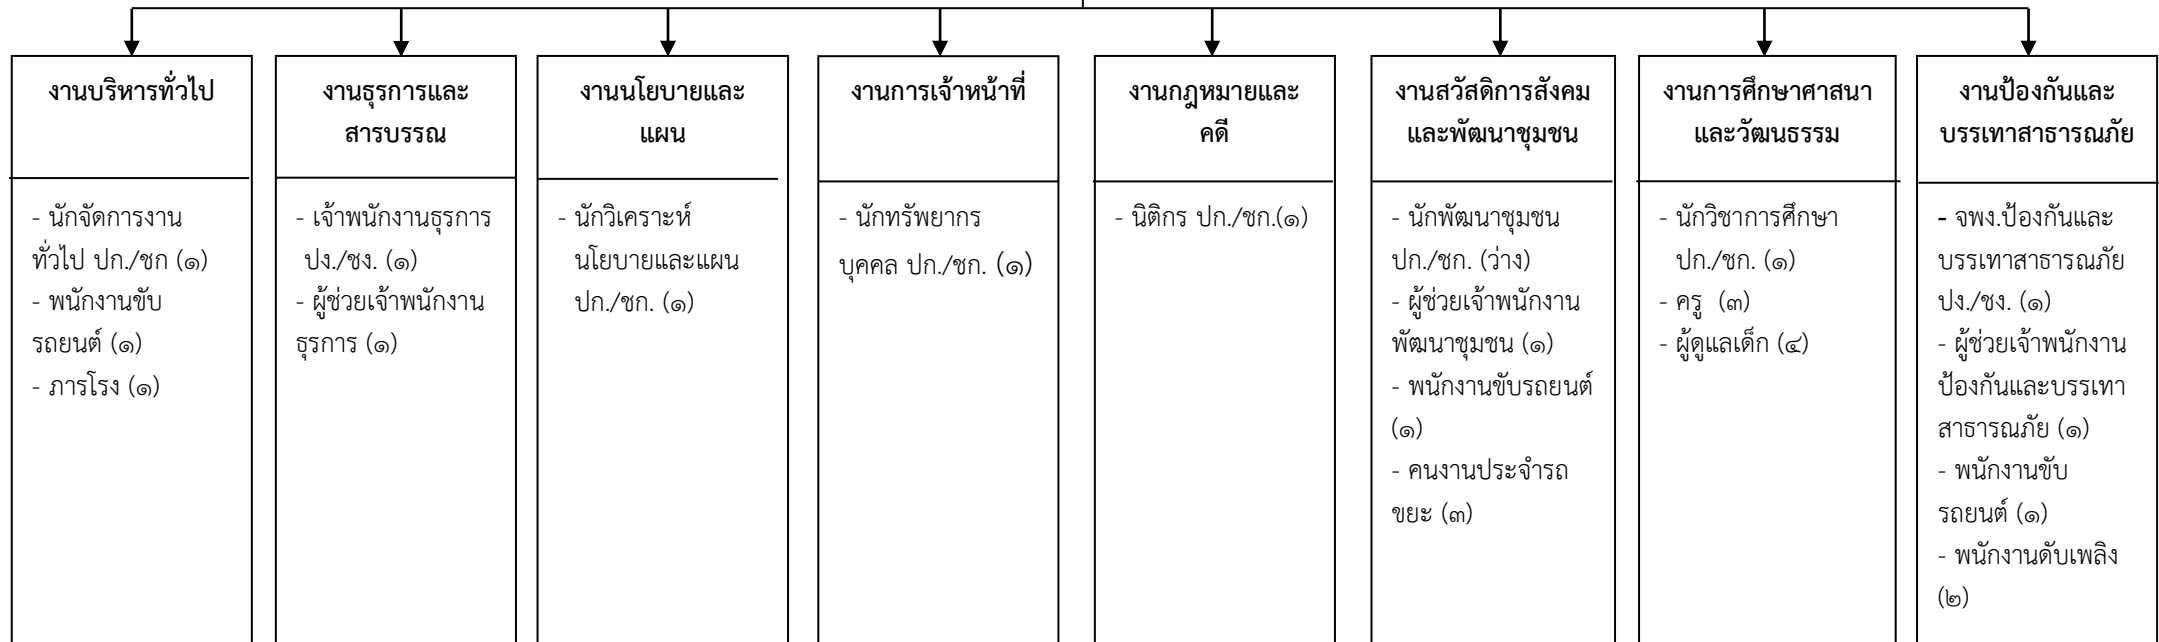 งานบริหารทั่วไป
- นักจัดการงาน
ทั่วไป ปก./ชก (๑)
- พนักงานขับ
รถยนต์ (๑)
- ภารโรง (๑)
งานธุรการและ
สารบรรณ
- เจ้าพนักงานธุรการ
ปง./ชง. (๑)
- ผู้ช่วยเจ้าพนักงาน
ธุรการ (๑)
งานนโยบายและ
แผน
- นักวิเคราะห์
นโยบายและแผน
ปก./ชก. (๑)
งานการเจ้าหน้าที่
- นักทรัพยากร
บุคคล ปก./ชก. (๑)
งานกฎหมายและ
คดี
- นิติกร ปก./ชก.(๑)
งานสวัสดิการสังคม
และพัฒนาชุมชน
- นักพัฒนาชุมชน
ปก./ชก. (ว่าง)
- ผู้ช่วยเจ้าพนักงาน
พัฒนาชุมชน (๑)
- พนักงานขับรถยนต์
(๑)
- คนงานประจำรถ
ขยะ (๓)
งานการศึกษาศาสนา
และวัฒนธรรม
- นักวิชาการศึกษา
ปก./ชก. (๑)
- ครู (๓)
- ผู้ดูแลเด็ก (๔)
งานป้องกันและ
บรรเทาสาธารณภัย
- จพง.ป้องกันและ
บรรเทาสาธารณภัย
ปง./ชง. (๑)
- ผู้ช่วยเจ้าพนักงาน
ป้องกันและบรรเทา
สาธารณภัย (๑)
- พนักงานขับ
รถยนต์ (๑)
- พนักงานดับเพลิง
(๒)